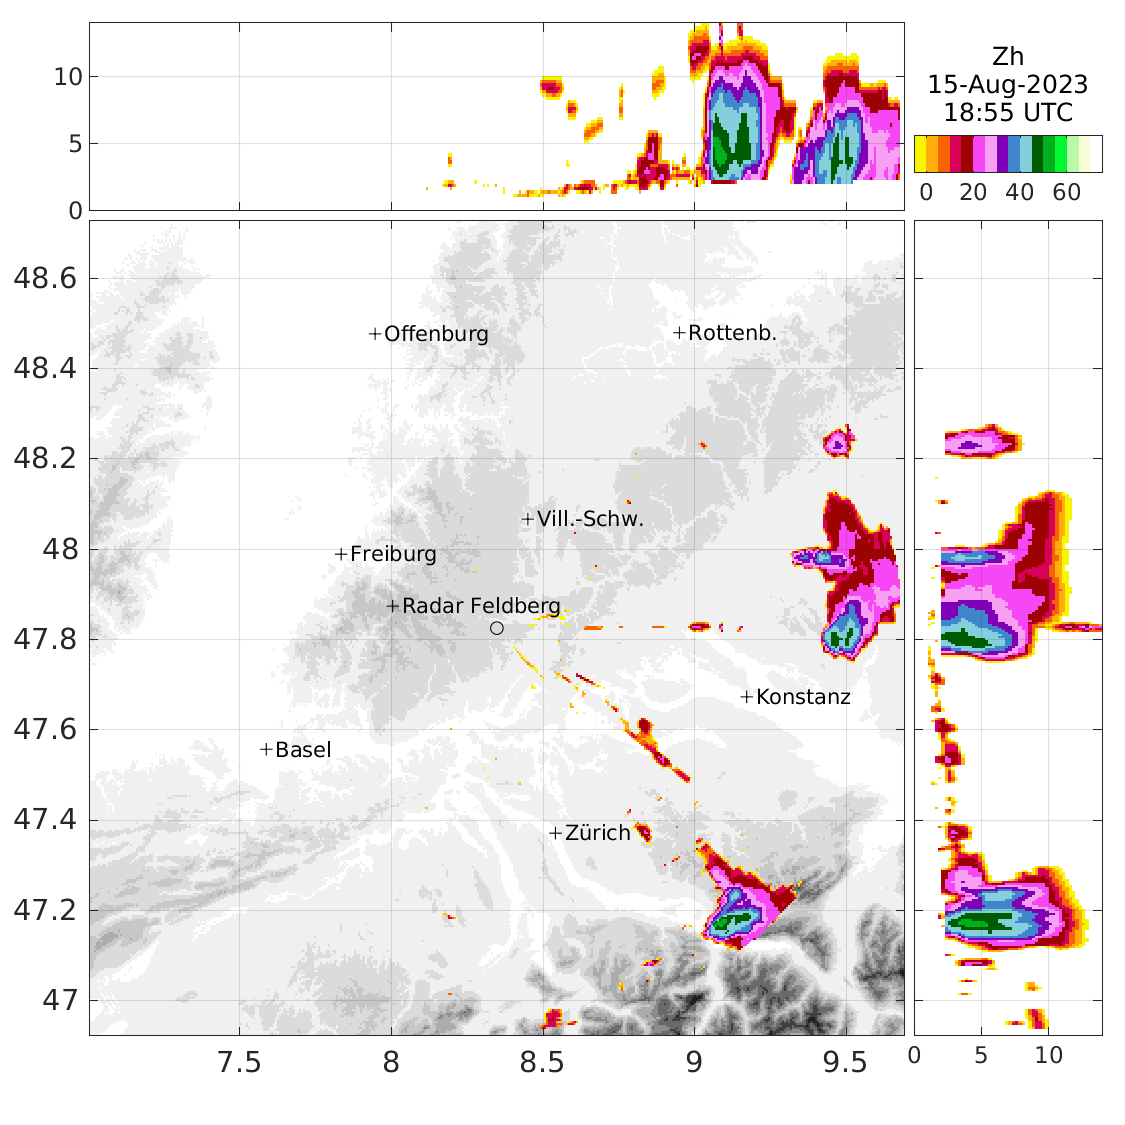 10
5
0
Zh
15-Aug-2023
18:55 UTC
0 20 40 60
48.6
48.4
48.2
48
47.8
47.6
47.4
47.2
47
+Offenburg
+Rottenb.
+Vill.-Schw.
+Freiburg
+Radar Feldberg
+Konstanz
+Basel
+Zürich
7.5 8 8.5 9 9.5
0 5 10